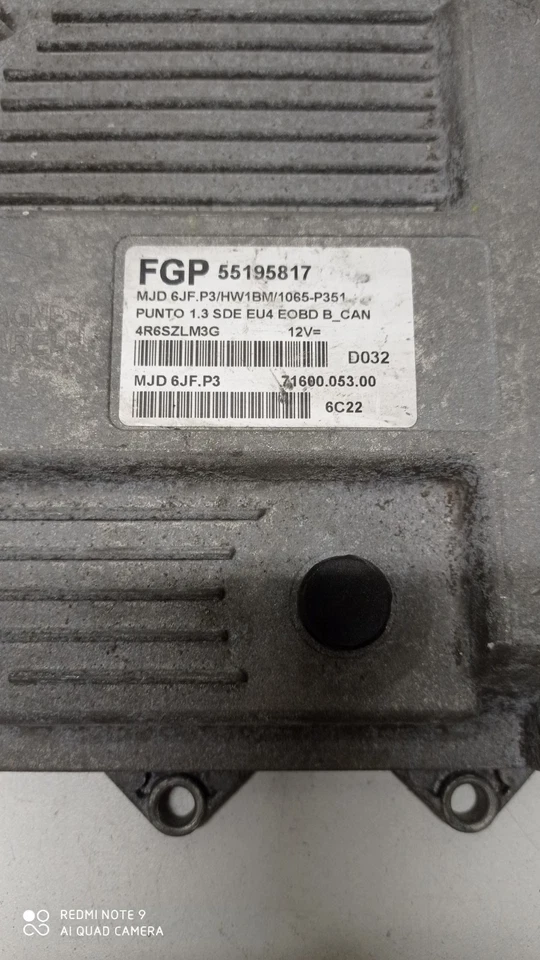 FGP 55195817
MJD 6JF.P3/HW1BM/1065-P351
PUNTO 1.3 SDE EU4 EOBD B_CAN
4R6SZLM3G 12V=
D032
MJD 6JF.P3 71600.053.00
6C22
REDMI NOTE 9
AI QUAD CAMERA